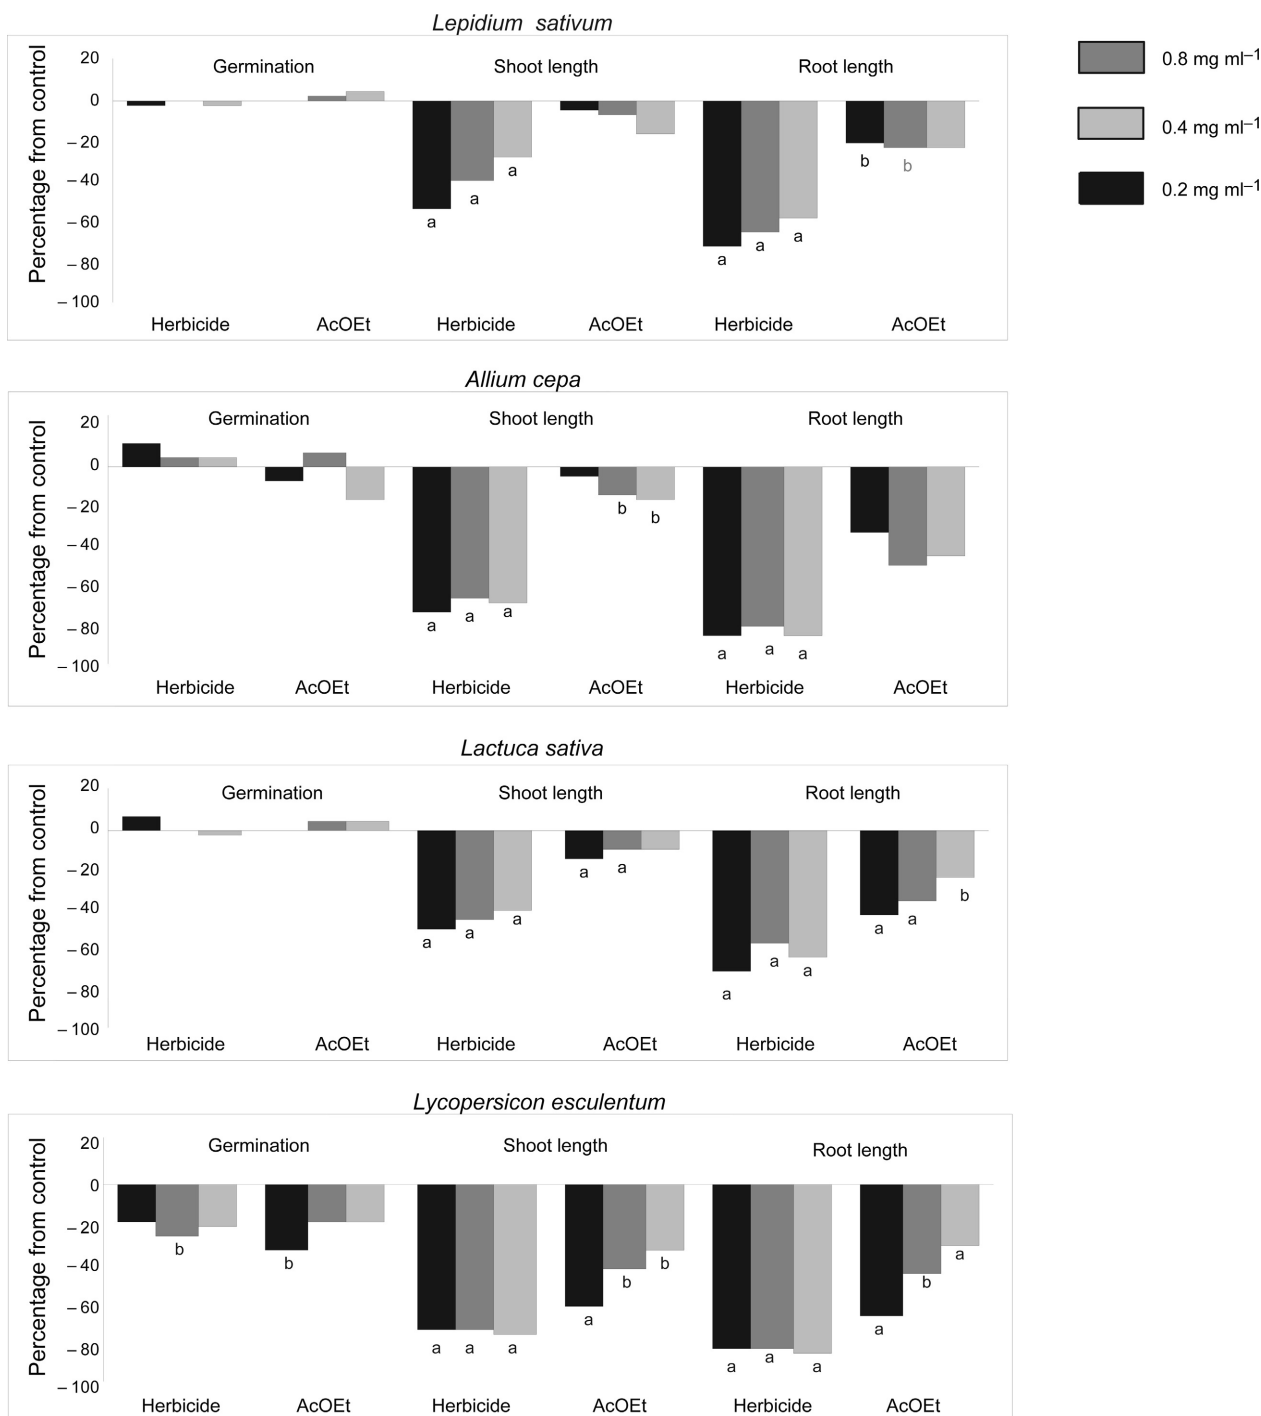 Lepidium sativum
Percentage from control
20
0
– 20
– 40
– 60
– 80
– 100
Germination Shoot length Root length
a a a a a a b b
Herbicide AcOEt Herbicide AcOEt Herbicide AcOEt
0.8 mg ml–1
0.4 mg ml–1
0.2 mg ml–1
Allium cepa
Percentage from control
20
0
– 20
– 40
– 60
– 80
– 100
Germination Shoot length Root length
a a a b b a a a
Herbicide AcOEt Herbicide AcOEt Herbicide AcOEt
Lactuca sativa
Percentage from control
20
0
– 20
– 40
– 60
– 80
– 100
Germination Shoot length Root length
a a a a a a a a a a b
Herbicide AcOEt Herbicide AcOEt Herbicide AcOEt
Lycopersicon esculentum
Percentage from control
20
0
– 20
– 40
– 60
– 80
– 100
Germination Shoot length Root length
b b a a a a b b a a a a b a
Herbicide AcOEt Herbicide AcOEt Herbicide AcOEt